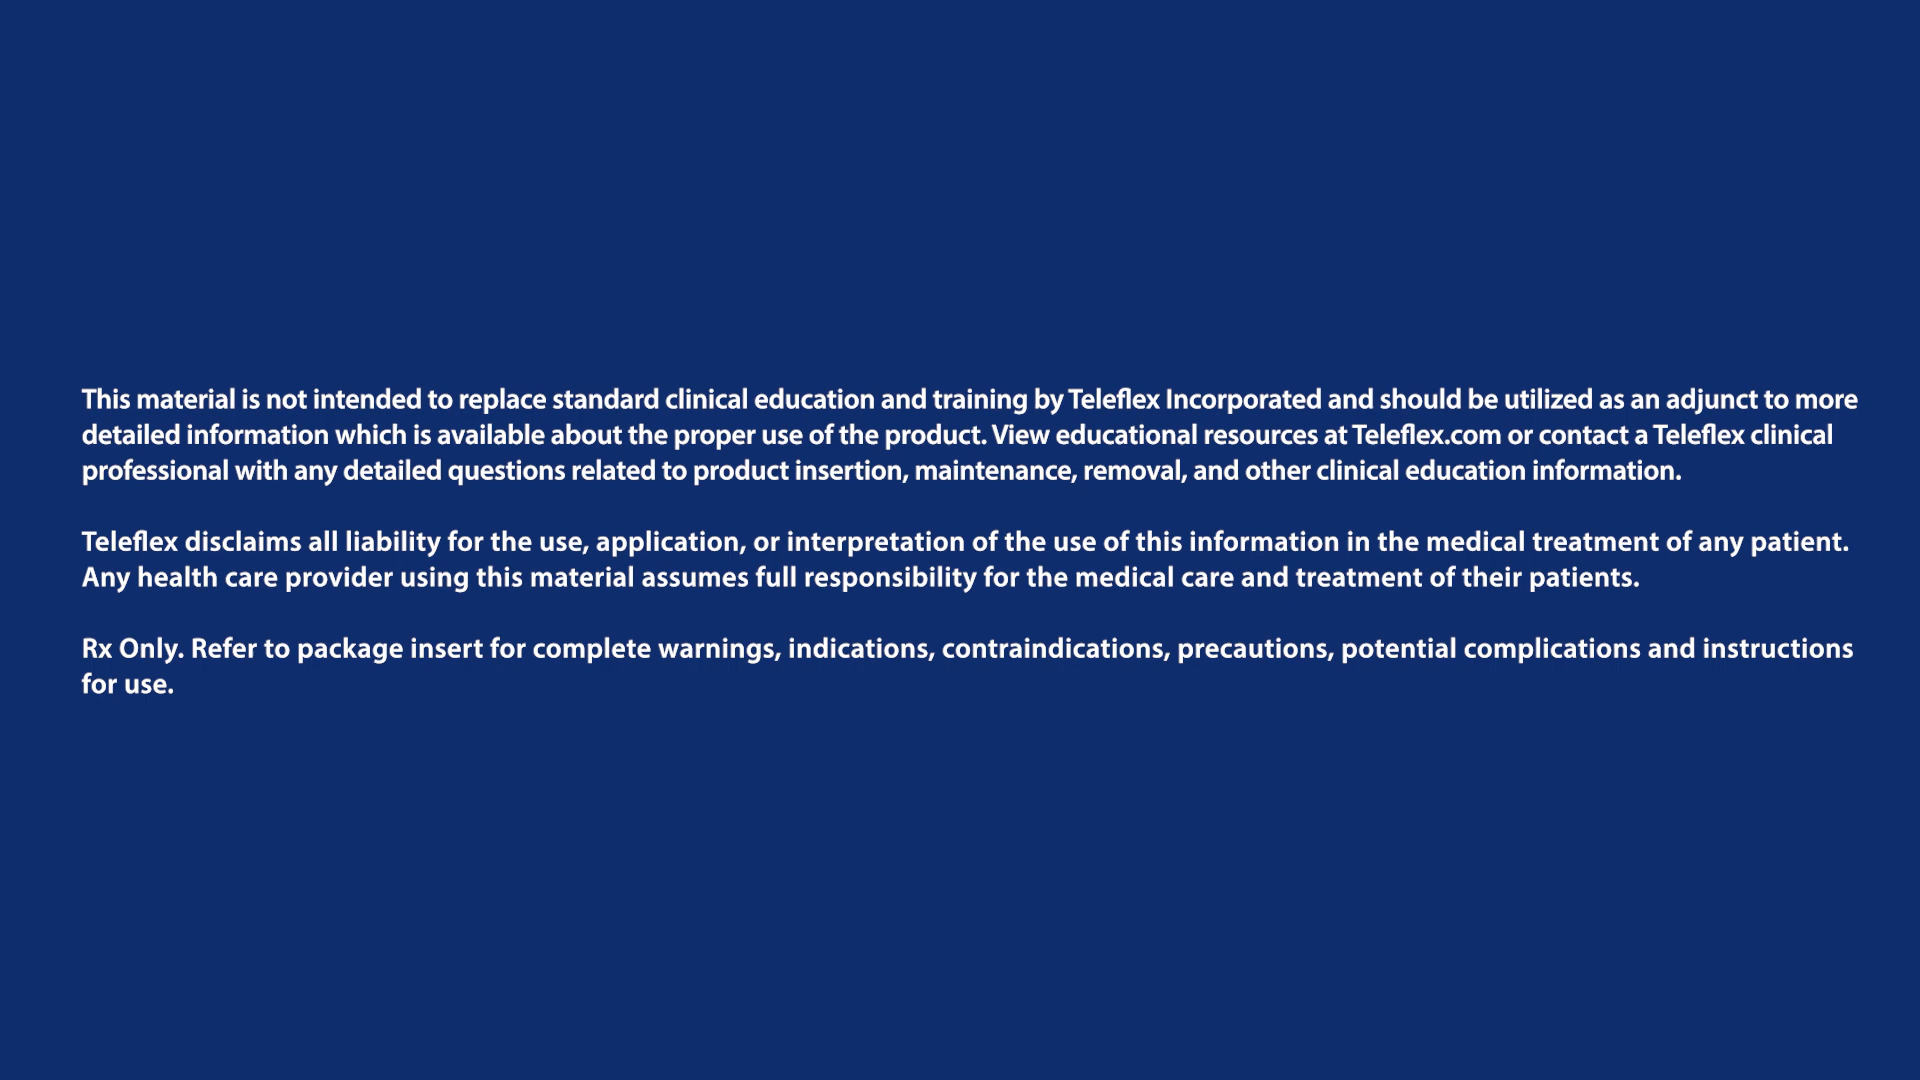 This material is not intended to replace standard clinical education and training by Teleflex Incorporated and should be utilized as an adjunct to more
detailed information which is available about the proper use of the product. View educational resources at Teleflex.com or contact a Teleflex clinical
professional with any detailed questions related to product insertion, maintenance, removal, and other clinical education information.
Teleflex disclaims all liability for the use, application, or interpretation of the use of this information in the medical treatment of any patient.
Any health care provider using this material assumes full responsibility for the medical care and treatment of their patients.
Rx Only. Refer to package insert for complete warnings, indications, contraindications, precautions, potential complications and instructions
for use.